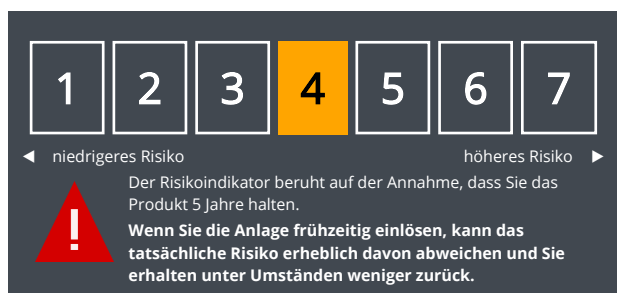 1 2 3 4 5 6 7
niedrigeres Risiko höheres Risiko
Der Risikoindikator beruht auf der Annahme, dass Sie das
Produkt 5 Jahre halten.
!
Wenn Sie die Anlage frühzeitig einlösen, kann das
tatsächliche Risiko erheblich davon abweichen und Sie
erhalten unter Umständen weniger zurück.